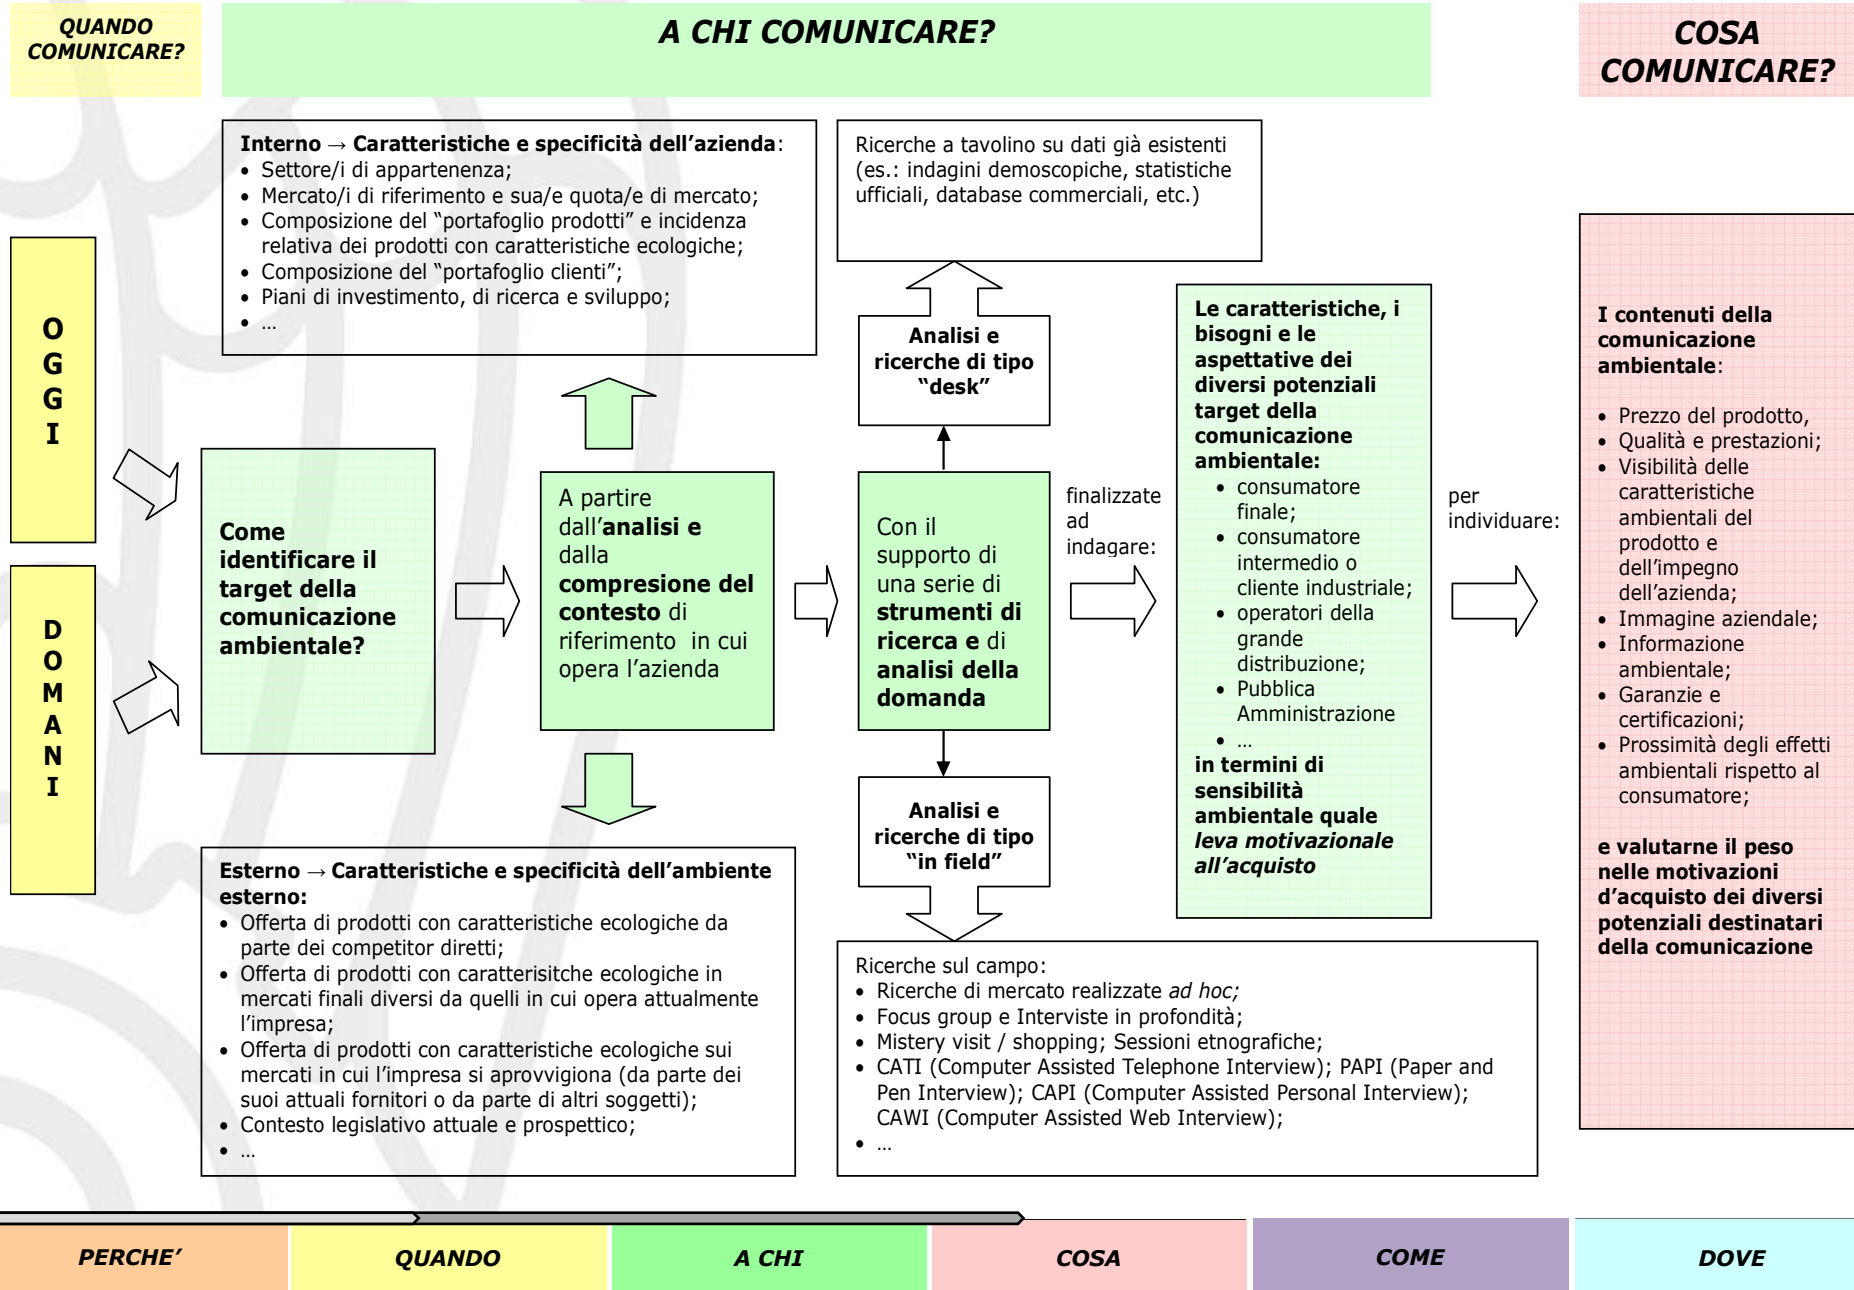 QUANDO
COMUNICARE?
A CHI COMUNICARE?
COSA
COMUNICARE?
O
G
G
I
D
O
M
A
N
I
Come
identificare il
target della
comunicazione
ambientale?
Interno → Caratteristiche e specificità dell’azienda:
• Settore/i di appartenenza;
• Mercato/i di riferimento e sua/e quota/e di mercato;
• Composizione del “portafoglio prodotti” e incidenza
relativa dei prodotti con caratteristiche ecologiche;
• Composizione del “portafoglio clienti”;
• Piani di investimento, di ricerca e sviluppo;
• …
A partire
dall’analisi e
dalla
compresione del
contesto di
riferimento in cui
opera l’azienda
Esterno → Caratteristiche e specificità dell’ambiente
esterno:
• Offerta di prodotti con caratteristiche ecologiche da
parte dei competitor diretti;
• Offerta di prodotti con caratterisitche ecologiche in
mercati finali diversi da quelli in cui opera attualmente
l’impresa;
• Offerta di prodotti con caratteristiche ecologiche sui
mercati in cui l’impresa si aprovvigiona (da parte dei
suoi attuali fornitori o da parte di altri soggetti);
• Contesto legislativo attuale e prospettico;
• …
Ricerche a tavolino su dati già esistenti
(es.: indagini demoscopiche, statistiche
ufficiali, database commerciali, etc.)
Analisi e
ricerche di tipo
“desk”
Con il
supporto di
una serie di
strumenti di
ricerca e di
analisi della
domanda
Analisi e
ricerche di tipo
“in field”
Ricerche sul campo:
• Ricerche di mercato realizzate ad hoc;
• Focus group e Interviste in profondità;
• Mistery visit / shopping; Sessioni etnografiche;
• CATI (Computer Assisted Telephone Interview); PAPI (Paper and
Pen Interview); CAPI (Computer Assisted Personal Interview);
CAWI (Computer Assisted Web Interview);
• …
finalizzate
ad
indagare:
Le caratteristiche, i
bisogni e le
aspettative dei
diversi potenziali
target della
comunicazione
ambientale:
• consumatore
finale;
• consumatore
intermedio o
cliente industriale;
• operatori della
grande
distribuzione;
• Pubblica
Amministrazione
• …
in termini di
sensibilità
ambientale quale
leva motivazionale
all’acquisto
per
individuare:
I contenuti della
comunicazione
ambientale:
• Prezzo del prodotto,
• Qualità e prestazioni;
• Visibilità delle
caratteristiche
ambientali del
prodotto e
dell’impegno
dell’azienda;
• Immagine aziendale;
• Informazione
ambientale;
• Garanzie e
certificazioni;
• Prossimità degli effetti
ambientali rispetto al
consumatore;
e valutarne il peso
nelle motivazioni
d’acquisto dei diversi
potenziali destinatari
della comunicazione
PERCHE’
QUANDO
A CHI
COSA
COME
DOVE